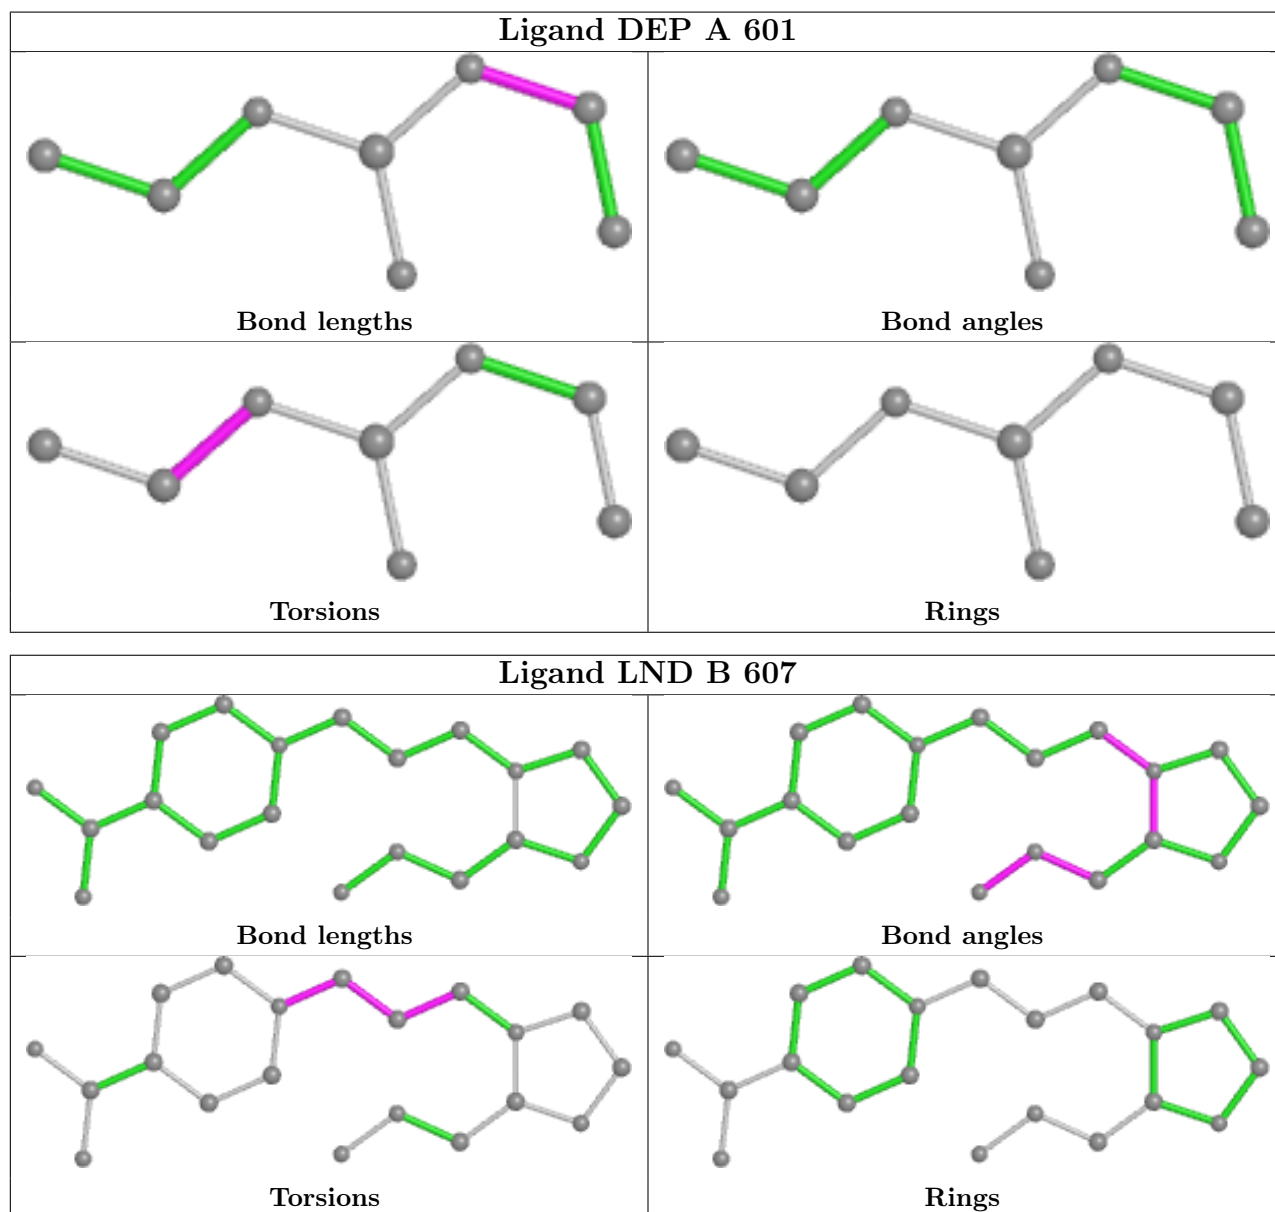 Ligand DEP A 601
Bond lengths
Bond angles
Torsions
Rings
Ligand LND B 607
Bond lengths
Bond angles
Torsions
Rings